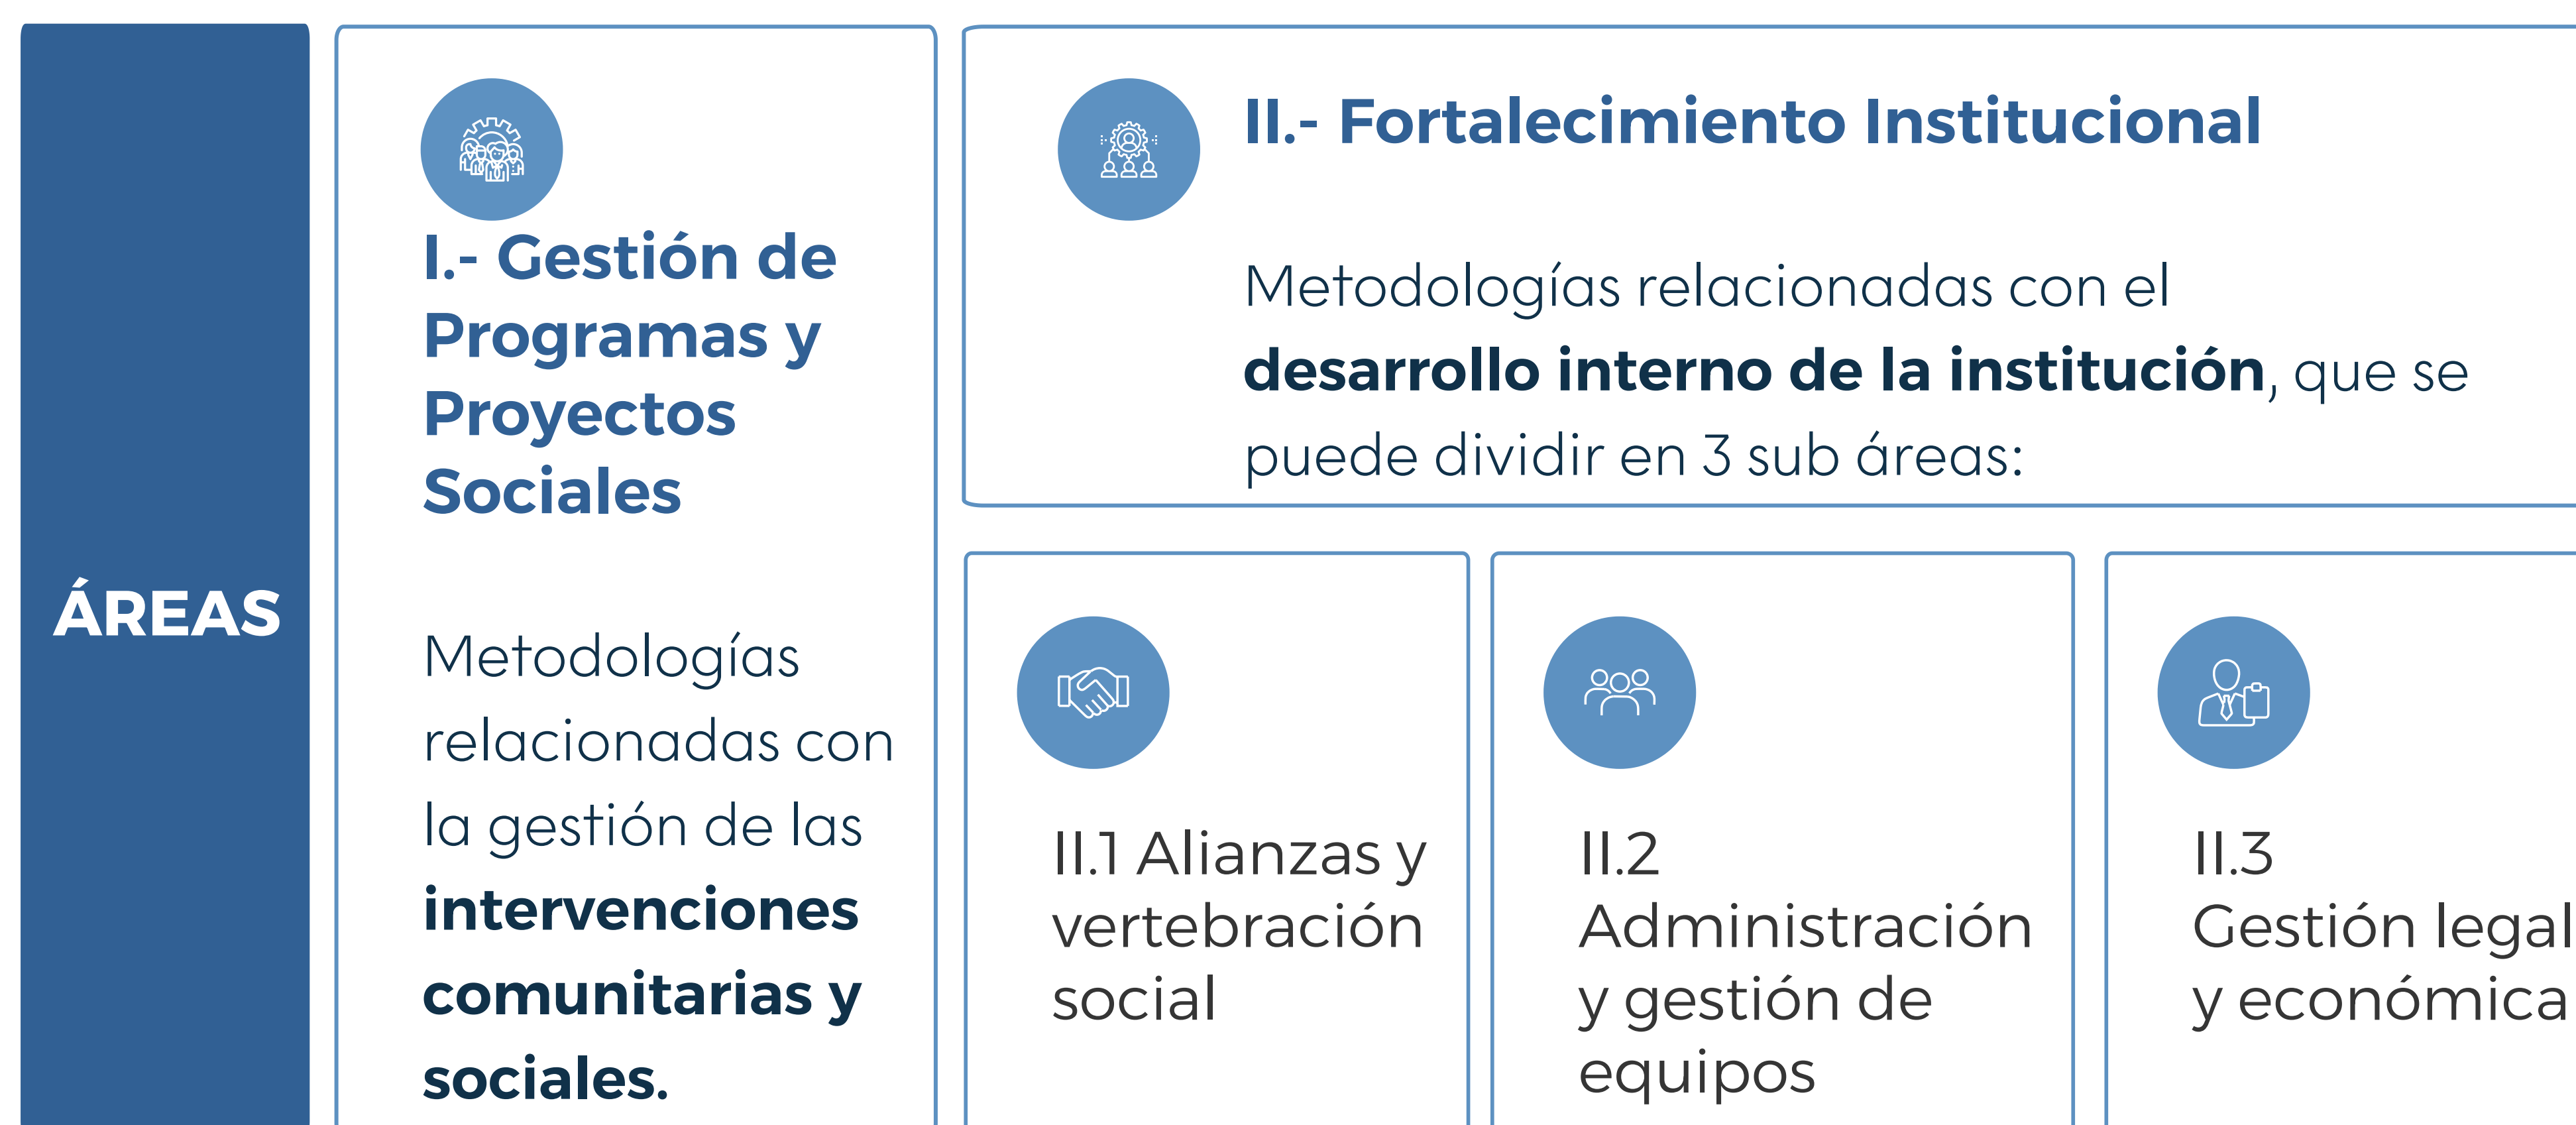 ÁREAS
I.- Gestión de
Programas y
Proyectos
Sociales
Metodologías
relacionadas con
la gestión de las
intervenciones
comunitarias y
sociales.
II.- Fortalecimiento Institucional
Metodologías relacionadas con el
desarrollo interno de la institución, que se
puede dividir en 3 sub áreas:
II.1 Alianzas y
vertebración
social
II.2
Administración
y gestión de
equipos
II.3
Gestión legal
y económica